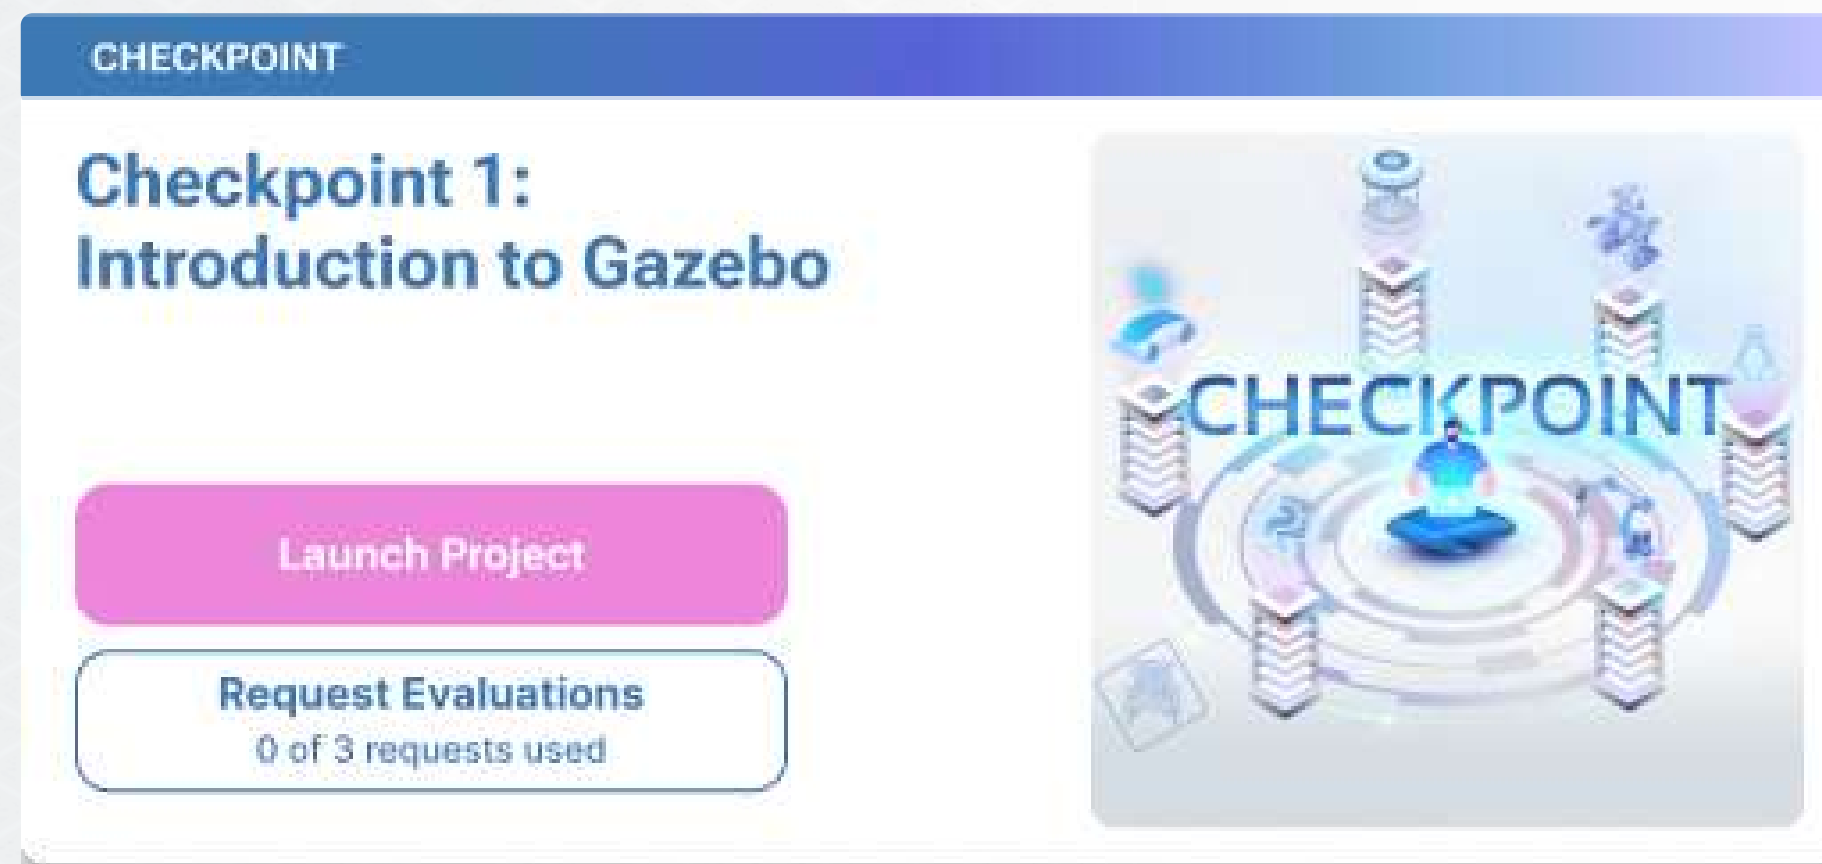 CHECKPOINT
Checkpoint 1:
Introduction to Gazebo
Launch Project
Request Evaluations
0 of 3 requests used
CHECKPOINT